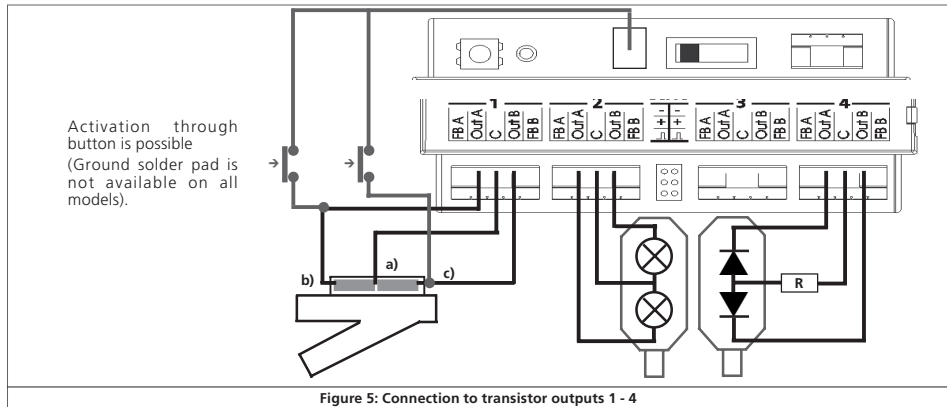 Activation through
button is possible
(Ground solder pad is
not available on all
models).
1 2 3 4
FB A Out A C Out B FB B FB A Out A C Out B FB B - + + - + + FB A Out A C Out B FB B FB A Out A C Out B FB B
a)
b) c)
R
Figure 5: Connection to transistor outputs 1 - 4